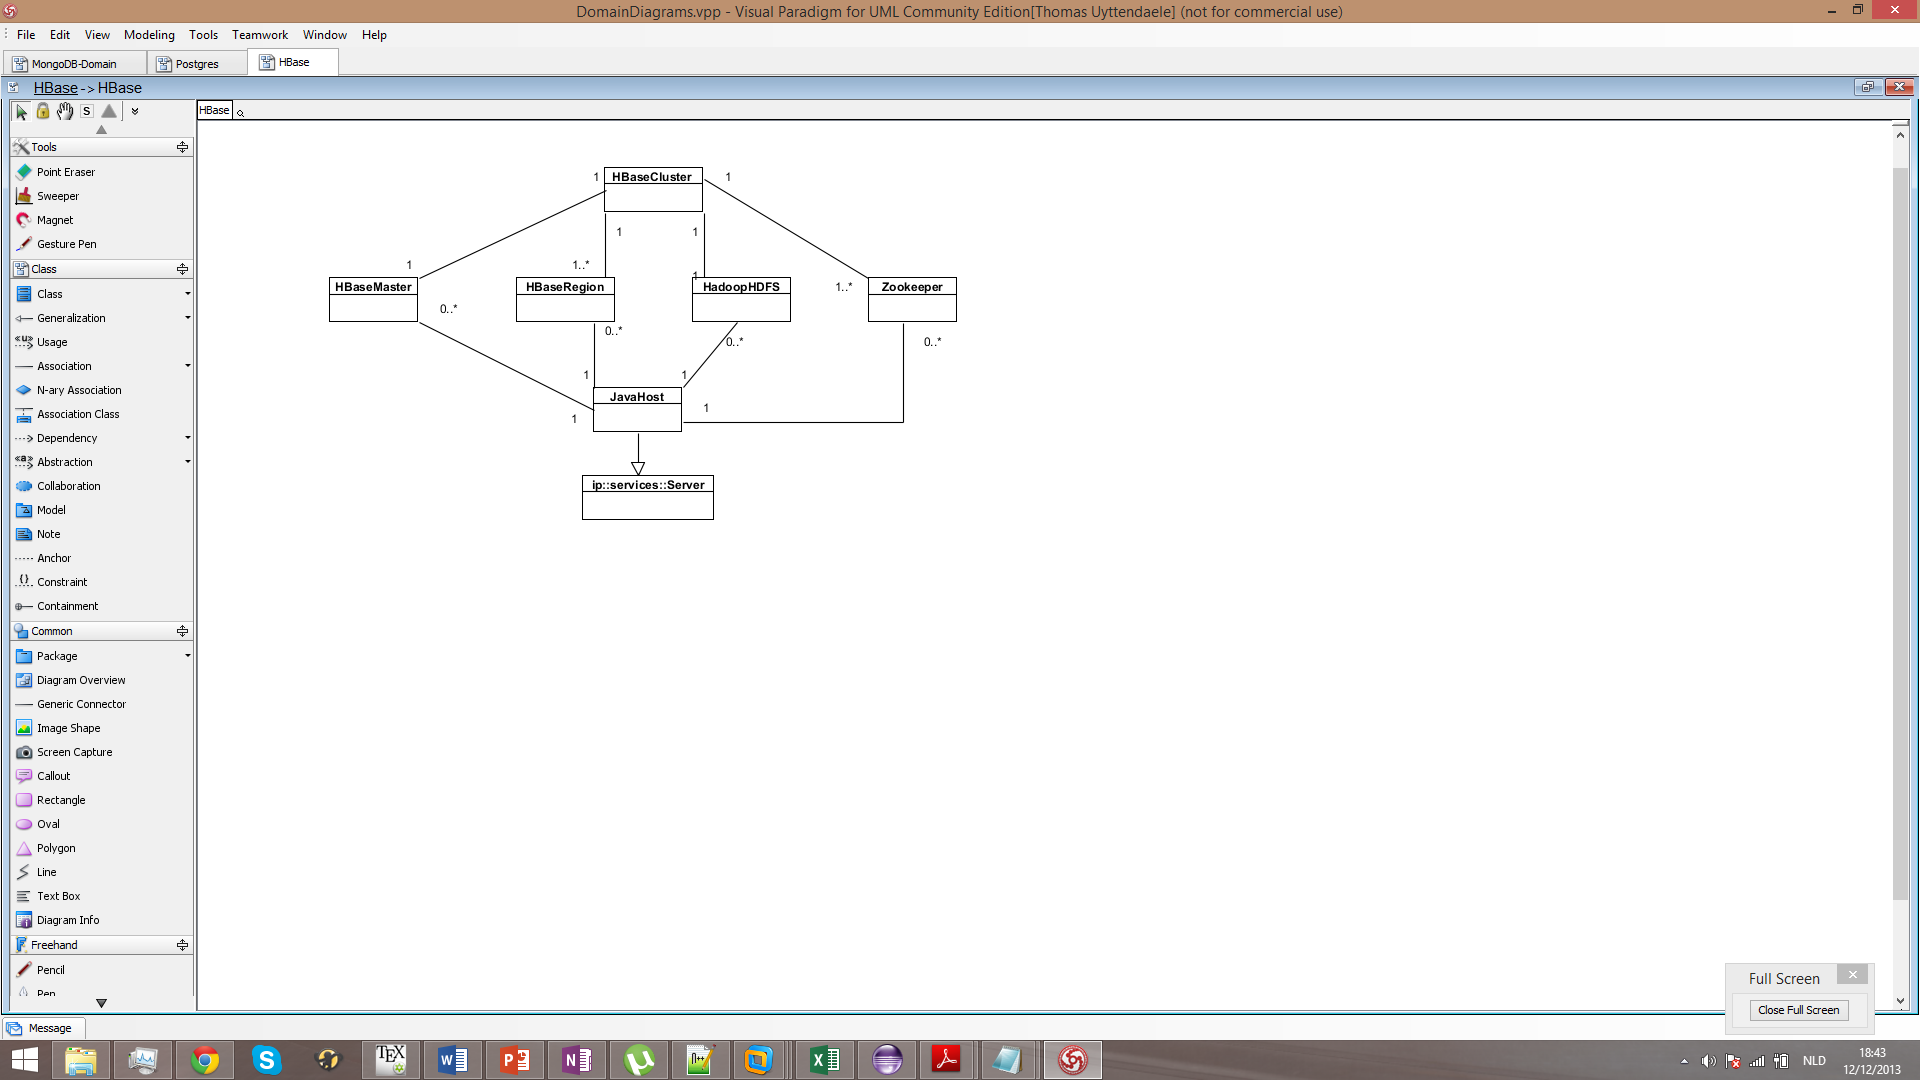 DomainDiagrams.vpp - Visual Paradigm for UML Community Edition[Thomas Uyttendaele] (not for commercial use)
File Edit View Modeling Tools Teamwork Window Help
MongoDB-Domain Postgres HBase
HBase -> HBase
S
HBase
Tools
Point Eraser
Sweeper
Magnet
Gesture Pen
Class
Class
Generalization
Usage
Association
N-ary Association
Association Class
Dependency
Abstraction
Collaboration
Model
Note
Anchor
Constraint
Containment
Common
Package
Diagram Overview
Generic Connector
Image Shape
Screen Capture
Callout
Rectangle
Oval
Polygon
Line
Text Box
Diagram Info
Freehand
Pencil
Pen
1 HBaseCluster 1
1 1
1 1..* 1
HBaseMaster HBaseRegion HadoopHDFS 1..* Zookeeper
0..*
0..* 0..* 0..*
1 1
JavaHost
1 1
ip::services::Server
Full Screen
Close Full Screen
Message
TEX
NLD
18:43
12/12/2013